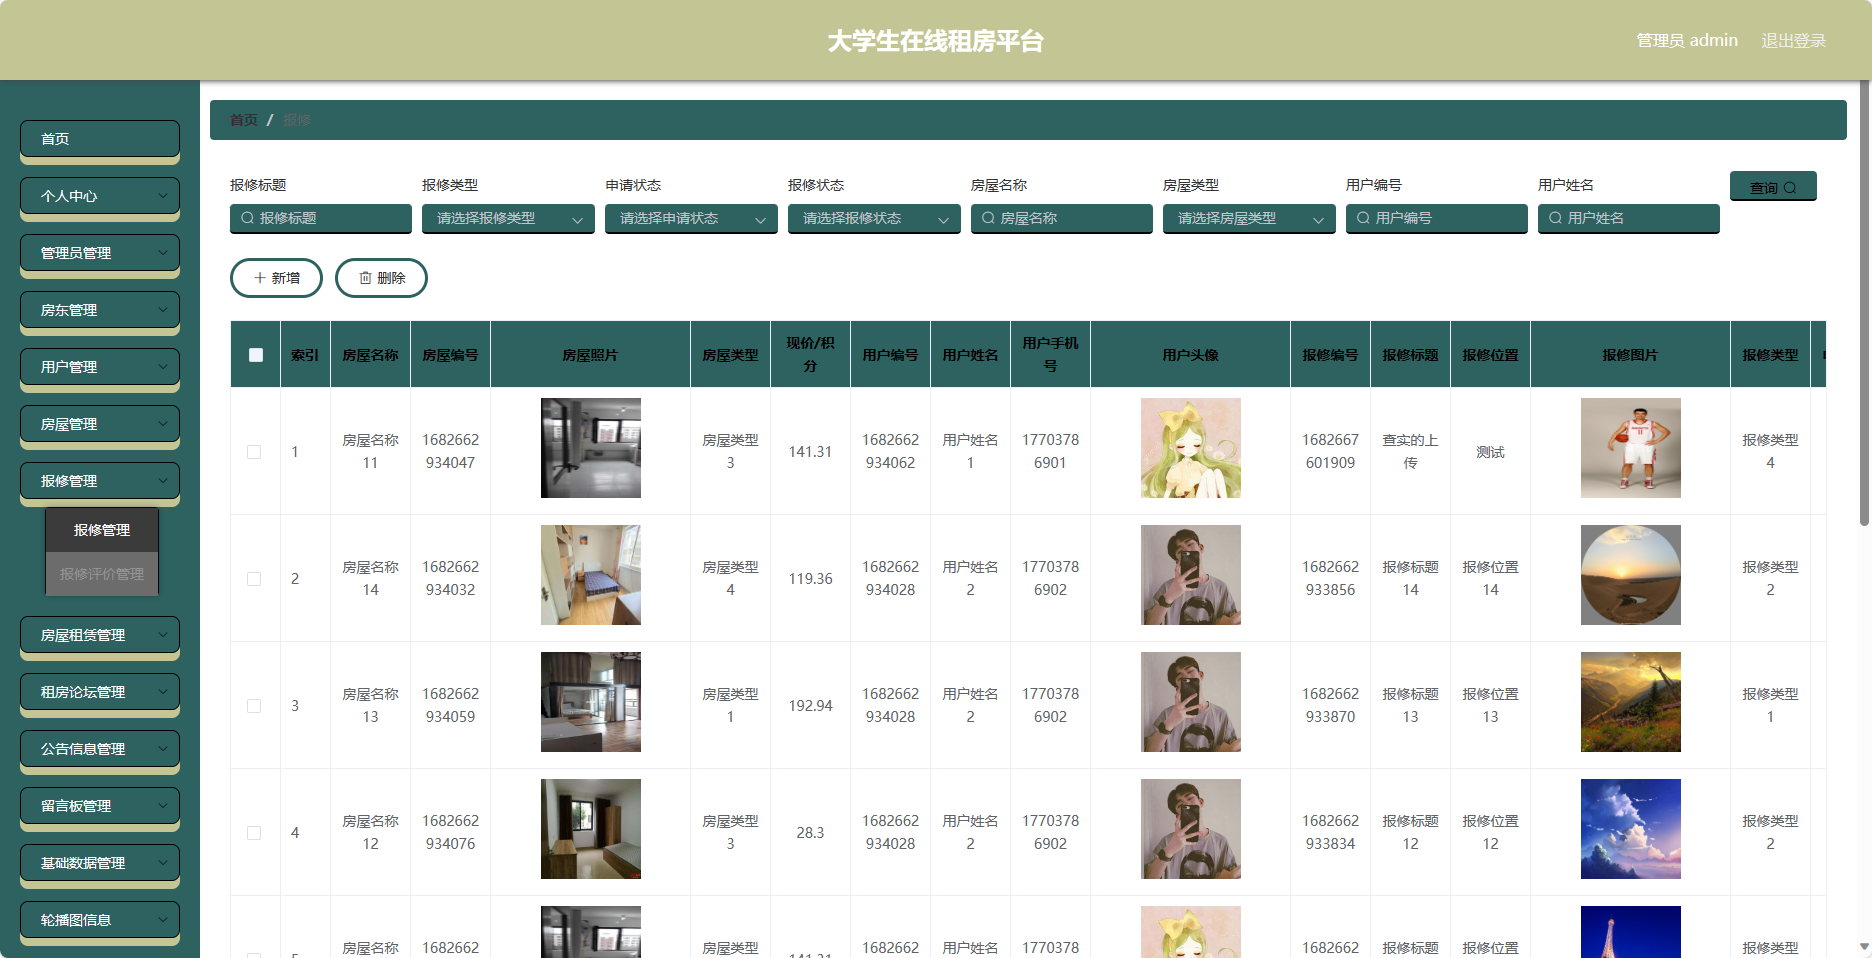 大学生在线租房平台
管理员 admin 退出登录
首页
个人中心
管理员管理
房东管理
用户管理
房屋管理
报修管理
报修管理
报修评价管理
房屋租赁管理
租房论坛管理
公告信息管理
留言板管理
基础数据管理
轮播图信息
首页 / 报修
报修标题 报修类型 申请状态 报修状态 房屋名称 房屋类型 用户编号 用户姓名
报修标题 请选择报修类型 请选择申请状态 请选择报修状态 房屋名称 请选择房屋类型 用户编号 用户姓名 查询
新增 删除
索引 房屋名称 房屋编号 房屋照片 房屋类型 现价/积分 用户编号 用户姓名 用户手机号 用户头像 报修编号 报修标题 报修位置 报修图片 报修类型
1 房屋名称11 1682662934047 房屋类型3 141.31 1682662934062 用户姓名1 17703786901 1682667601909 查实的上传 测试 报修类型4
2 房屋名称14 1682662934032 房屋类型4 119.36 1682662934028 用户姓名2 17703786902 1682662933856 报修标题14 报修位置14 报修类型2
3 房屋名称13 1682662934059 房屋类型1 192.94 1682662934028 用户姓名2 17703786902 1682662933870 报修标题13 报修位置13 报修类型1
4 房屋名称12 1682662934076 房屋类型3 28.3 1682662934028 用户姓名2 17703786902 1682662933834 报修标题12 报修位置12 报修类型2
房屋名称 1682662 房屋类型 1682662 用户姓名 1770378 1682662 报修标题 报修位置 报修类型